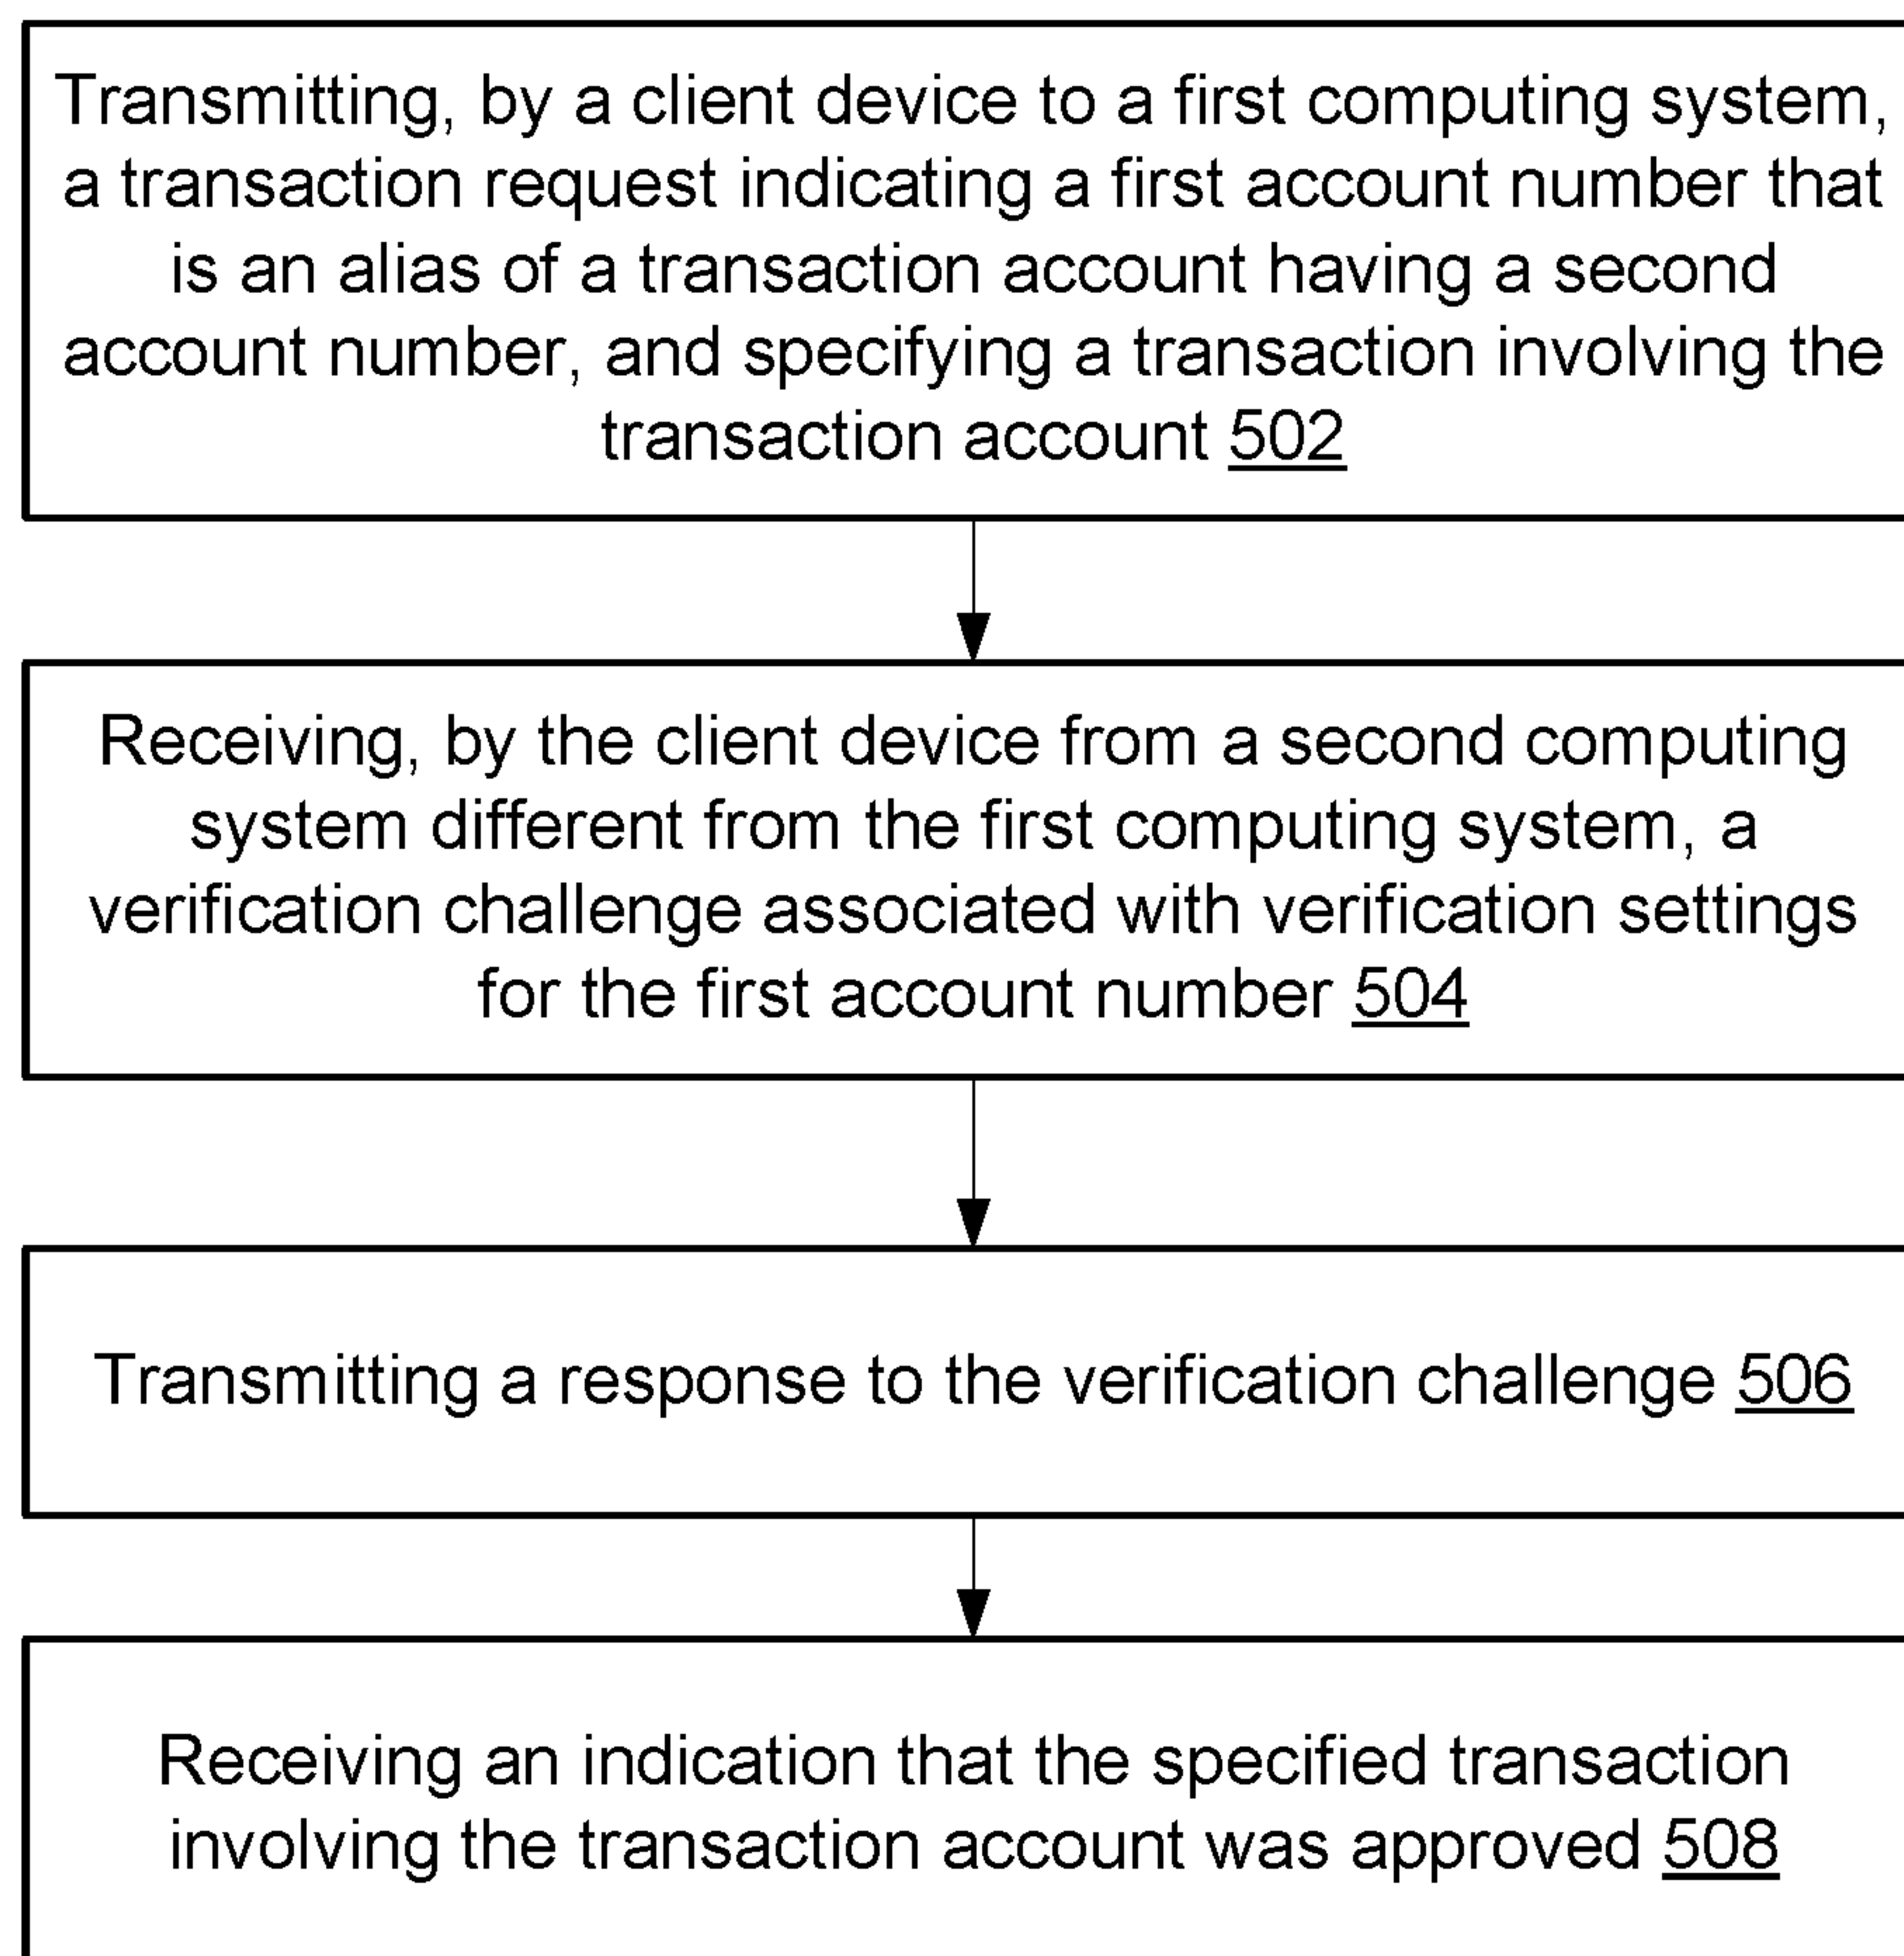 Transmitting, by a client device to a first computing system,
a transaction request indicating a first account number that
is an alias of a transaction account having a second
account number, and specifying a transaction involving the
transaction account 502
Receiving, by the client device from a second computing
system different from the first computing system, a
verification challenge associated with verification settings
for the first account number 504
Transmitting a response to the verification challenge 506
Receiving an indication that the specified transaction
involving the transaction account was approved 508